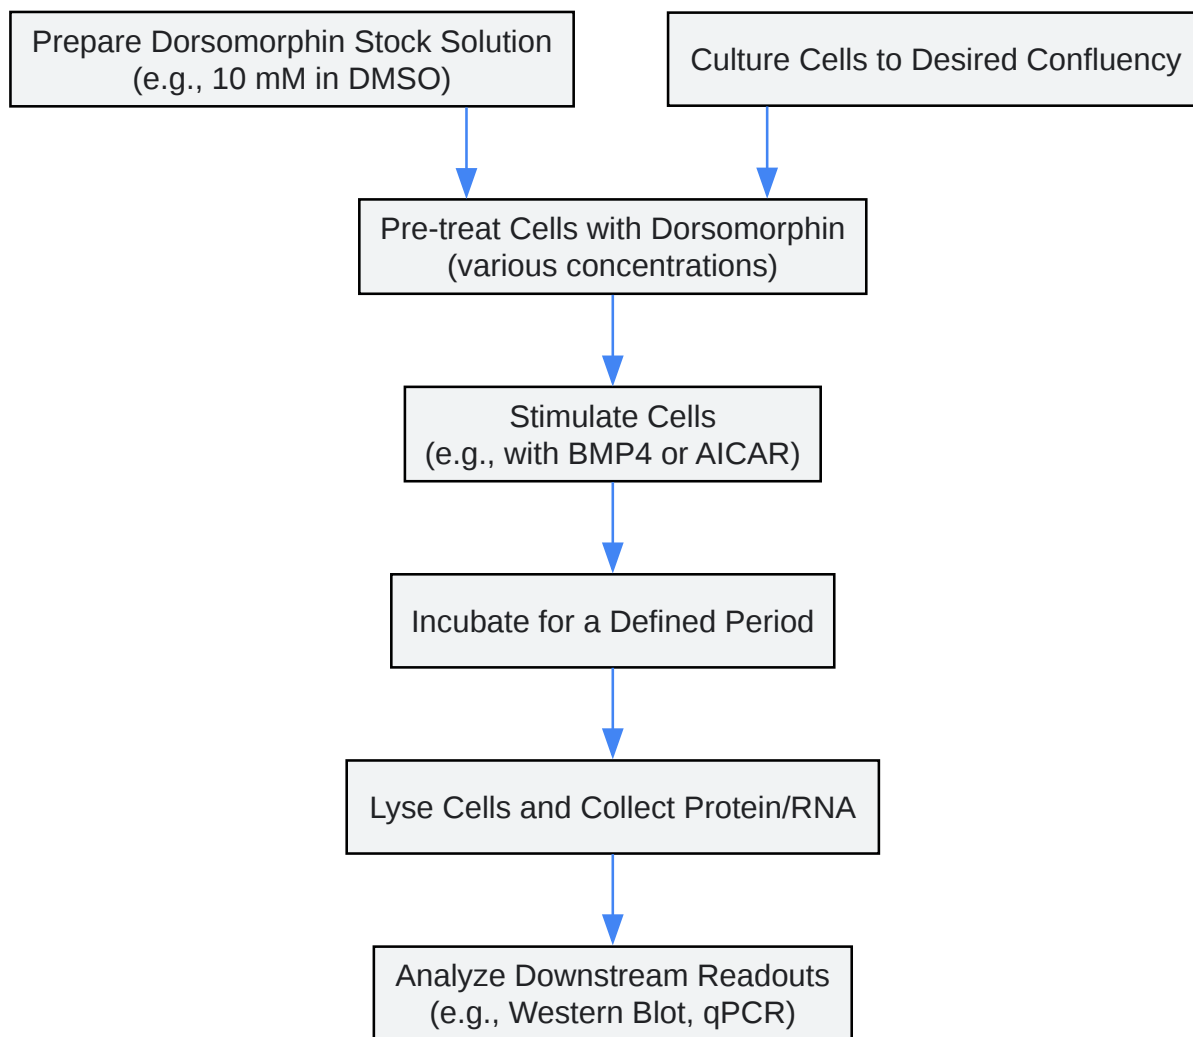 Prepare Dorsomorphin Stock Solution
(e.g., 10 mM in DMSO)
Culture Cells to Desired Confluency
Pre-treat Cells with Dorsomorphin
(various concentrations)
Stimulate Cells
(e.g., with BMP4 or AICAR)
Incubate for a Defined Period
Lyse Cells and Collect Protein/RNA
Analyze Downstream Readouts
(e.g., Western Blot, qPCR)